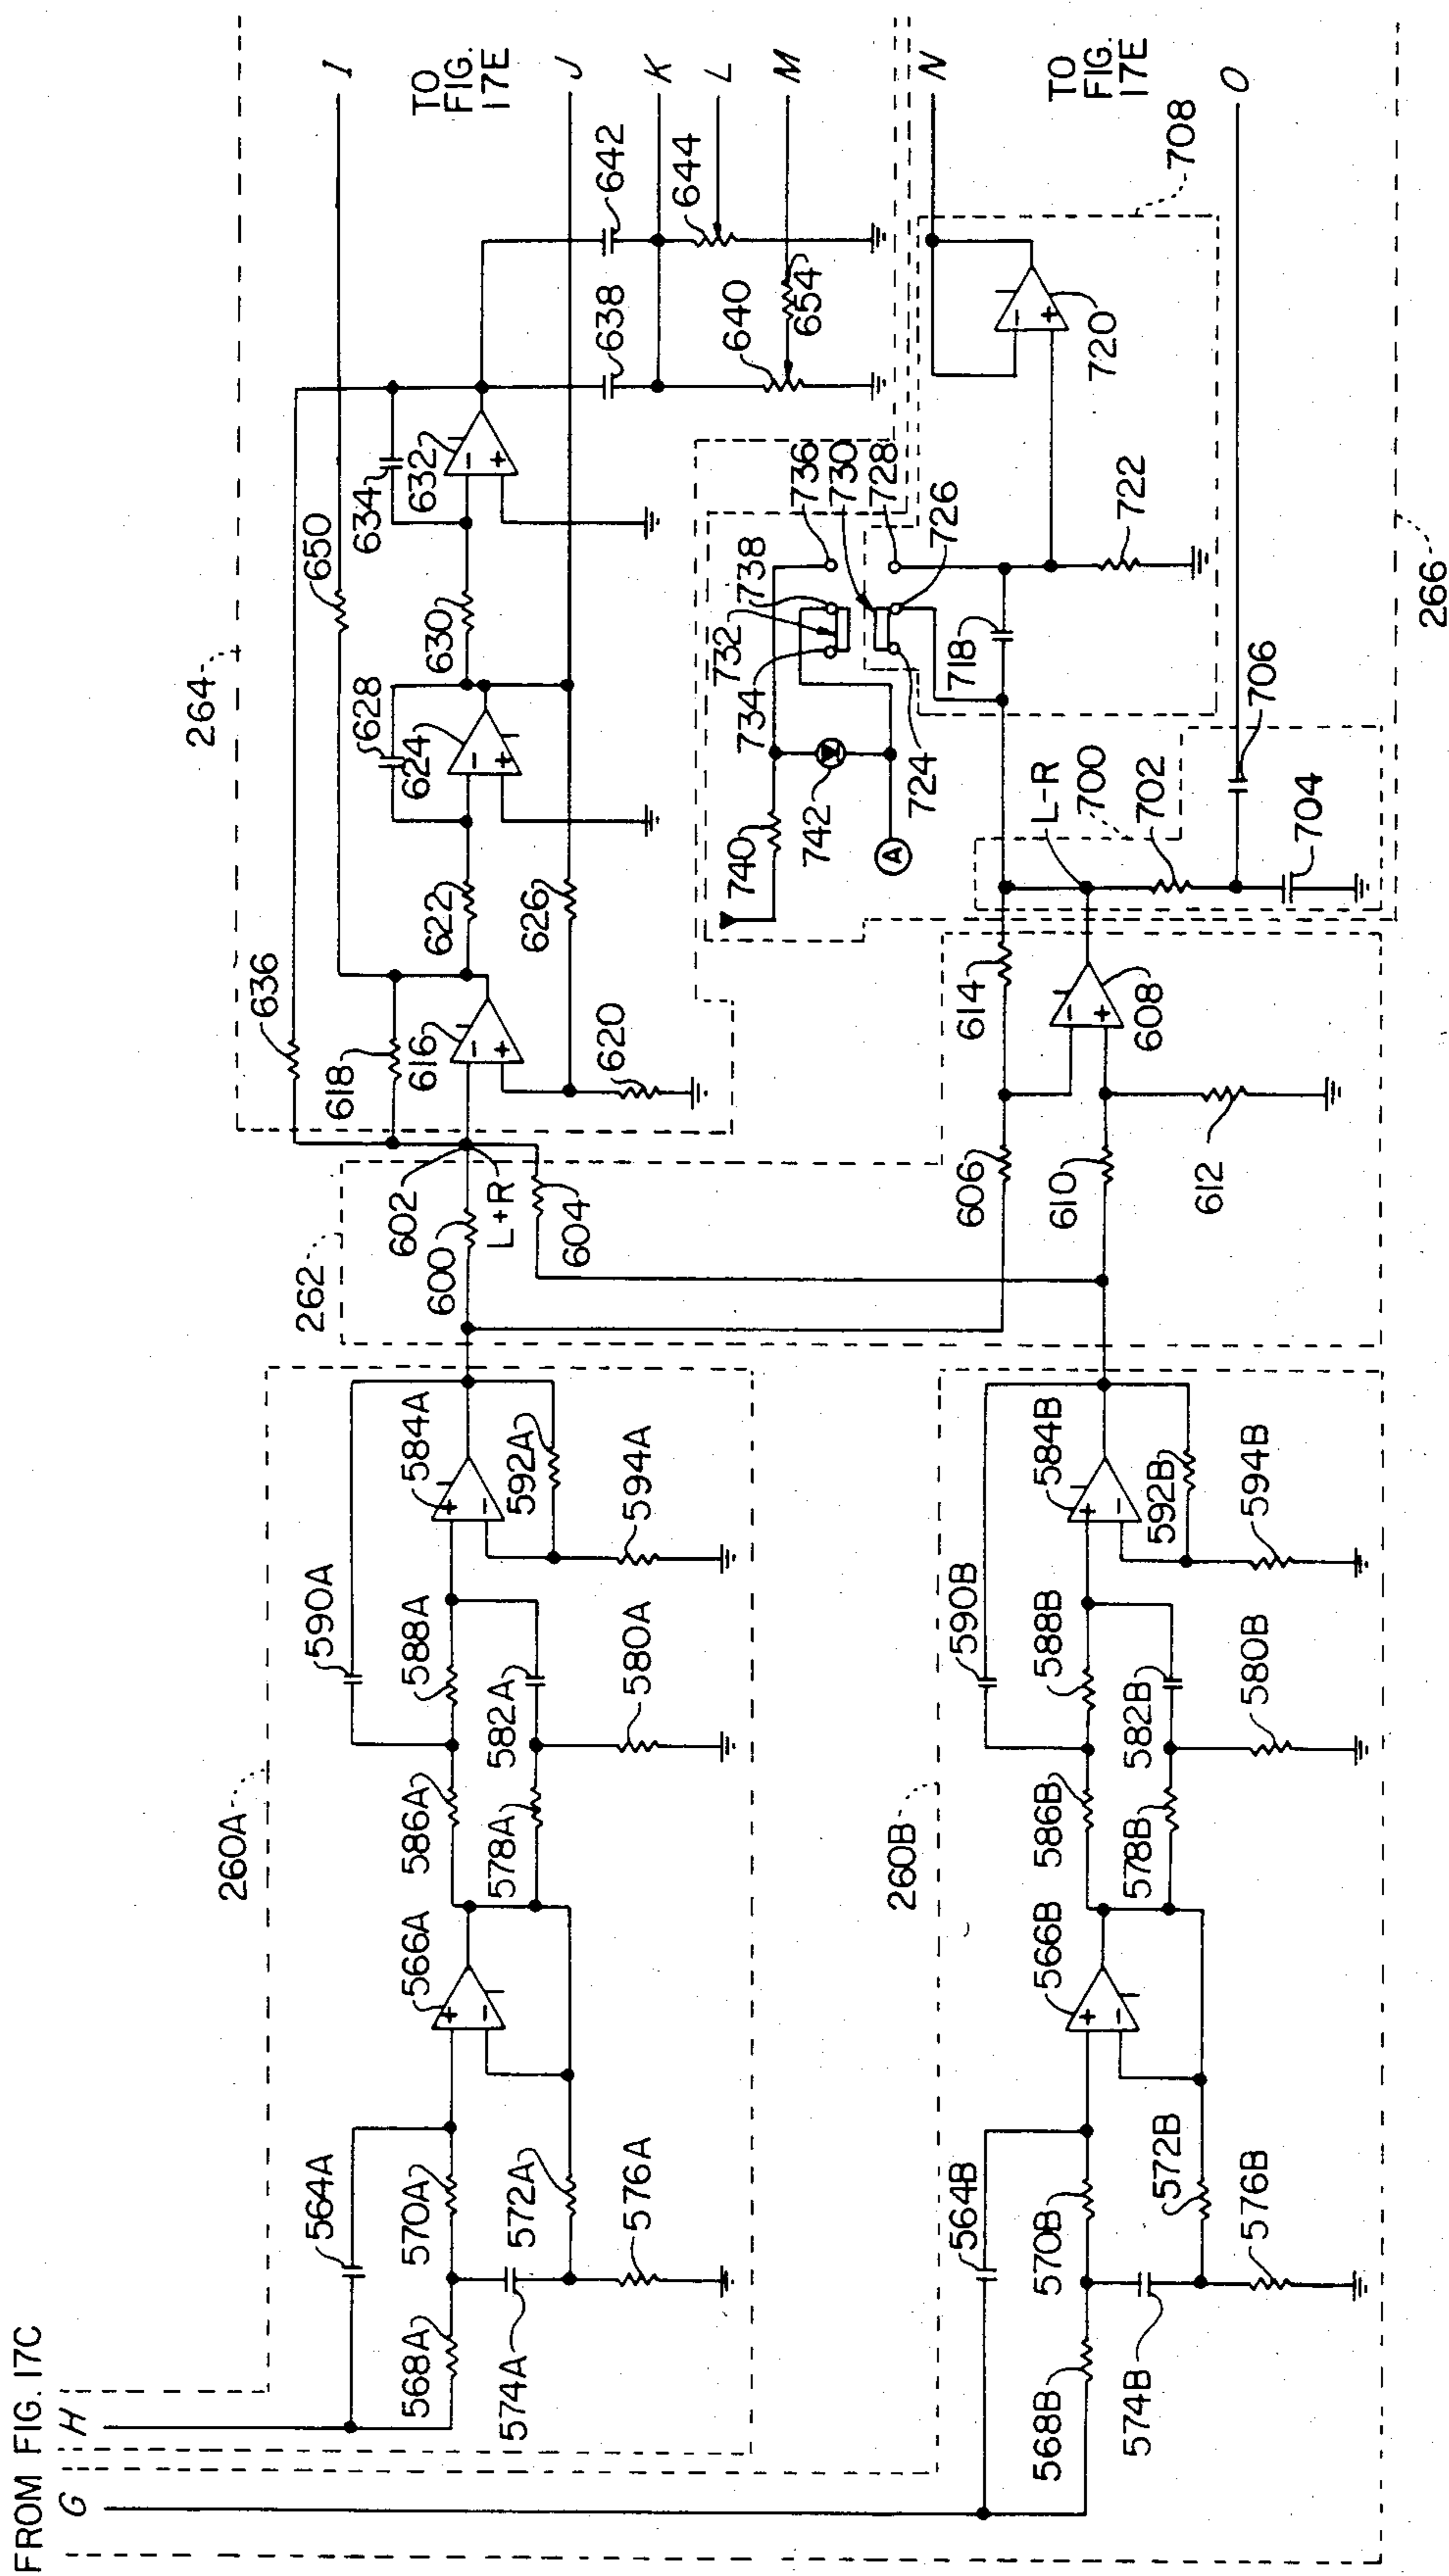 FROM FIG. 17C
G
H
260A
564A
568A
570A
574A
572A
576A
566A
586A
578A
590A
588A
582A
580A
584A
592A
594A
260B
564B
568B
570B
574B
572B
576B
566B
586B
578B
590B
588B
582B
580B
584B
592B
594B
262
600
602
L+R
604
606
610
612
614
608
264
636
618
616
620
622
626
650
628
624
630
634
632
638
640
642
644
654
I
TO
FIG.
17E
J
K
L
M
N
TO
FIG.
17E
O
740
742
A
734
732
738
736
730
728
726
724
718
722
720
708
L-R
700
702
704
706
266
+
−
+
−
+
−
+
−
−
+
−
+
−
+
−
+
−
+